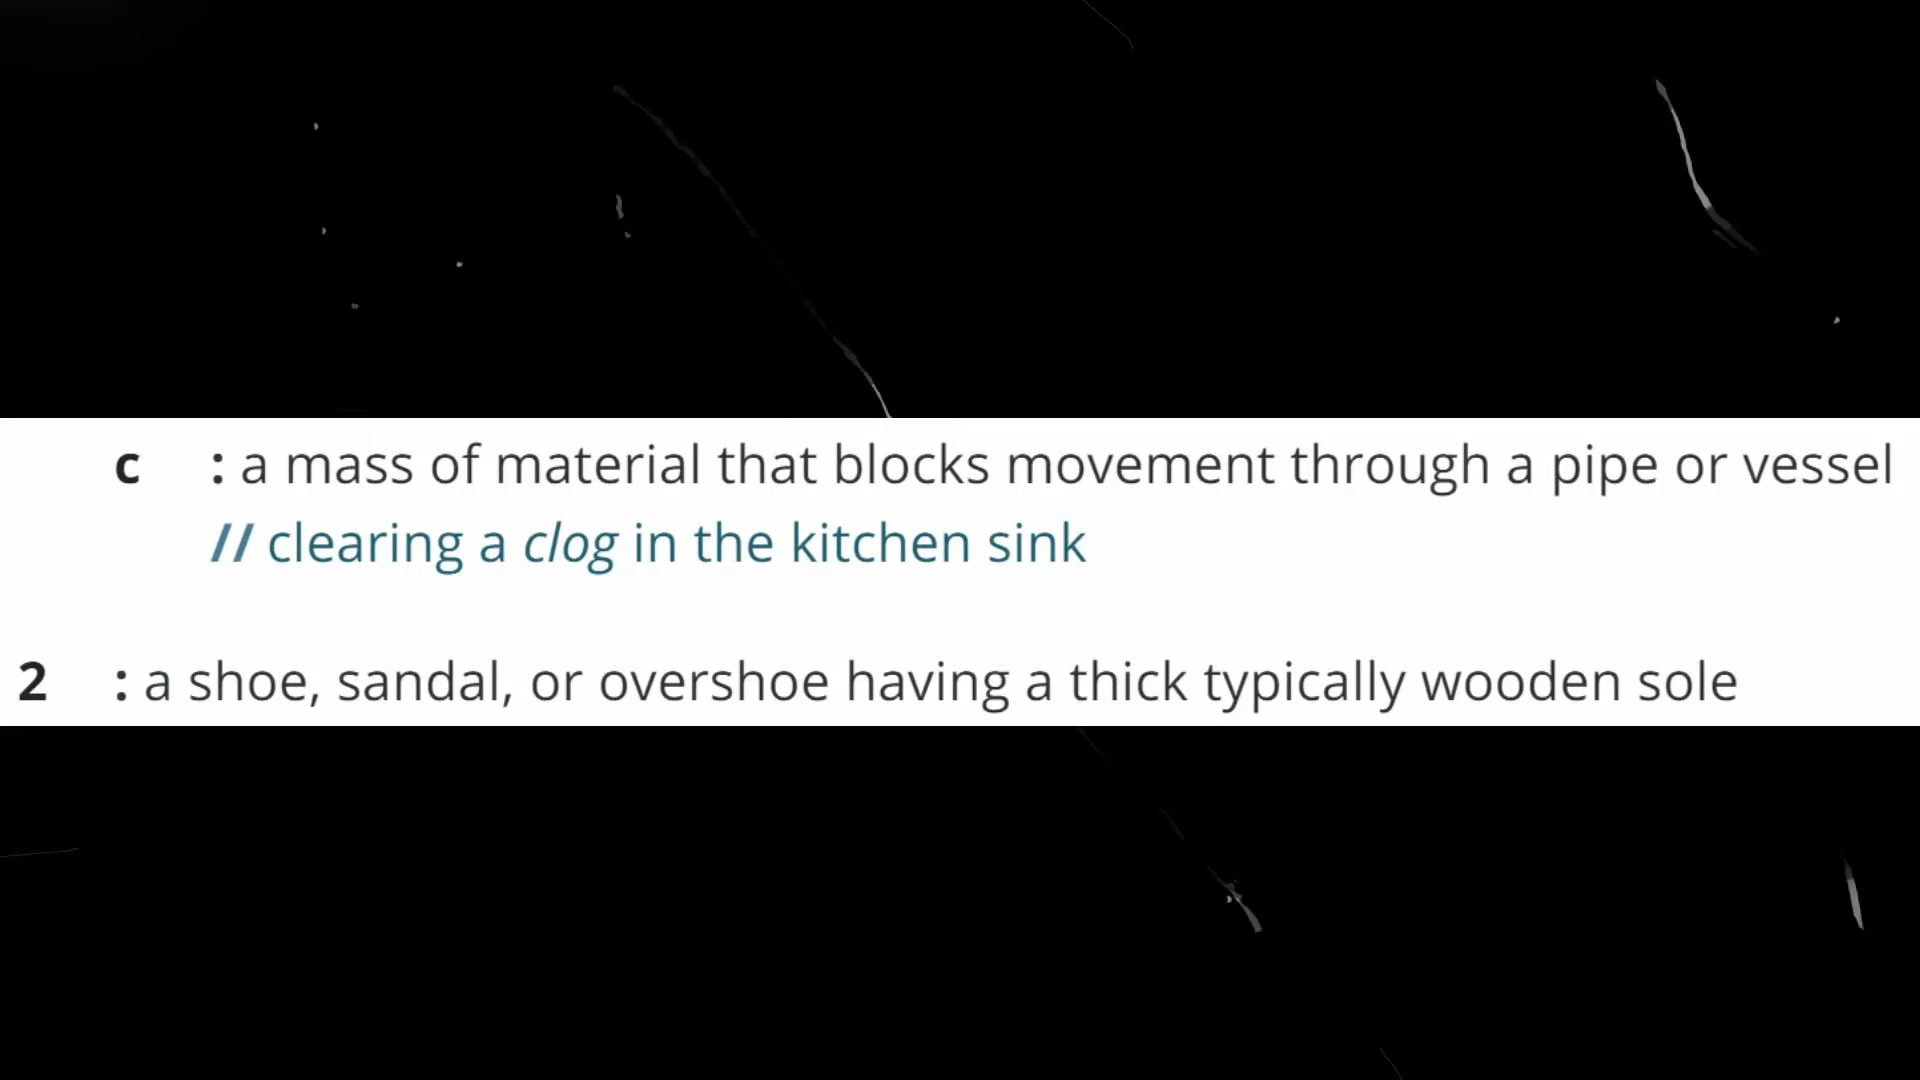 c : a mass of material that blocks movement through a pipe or vessel
// clearing a clog in the kitchen sink
2 : a shoe, sandal, or overshoe having a thick typically wooden sole